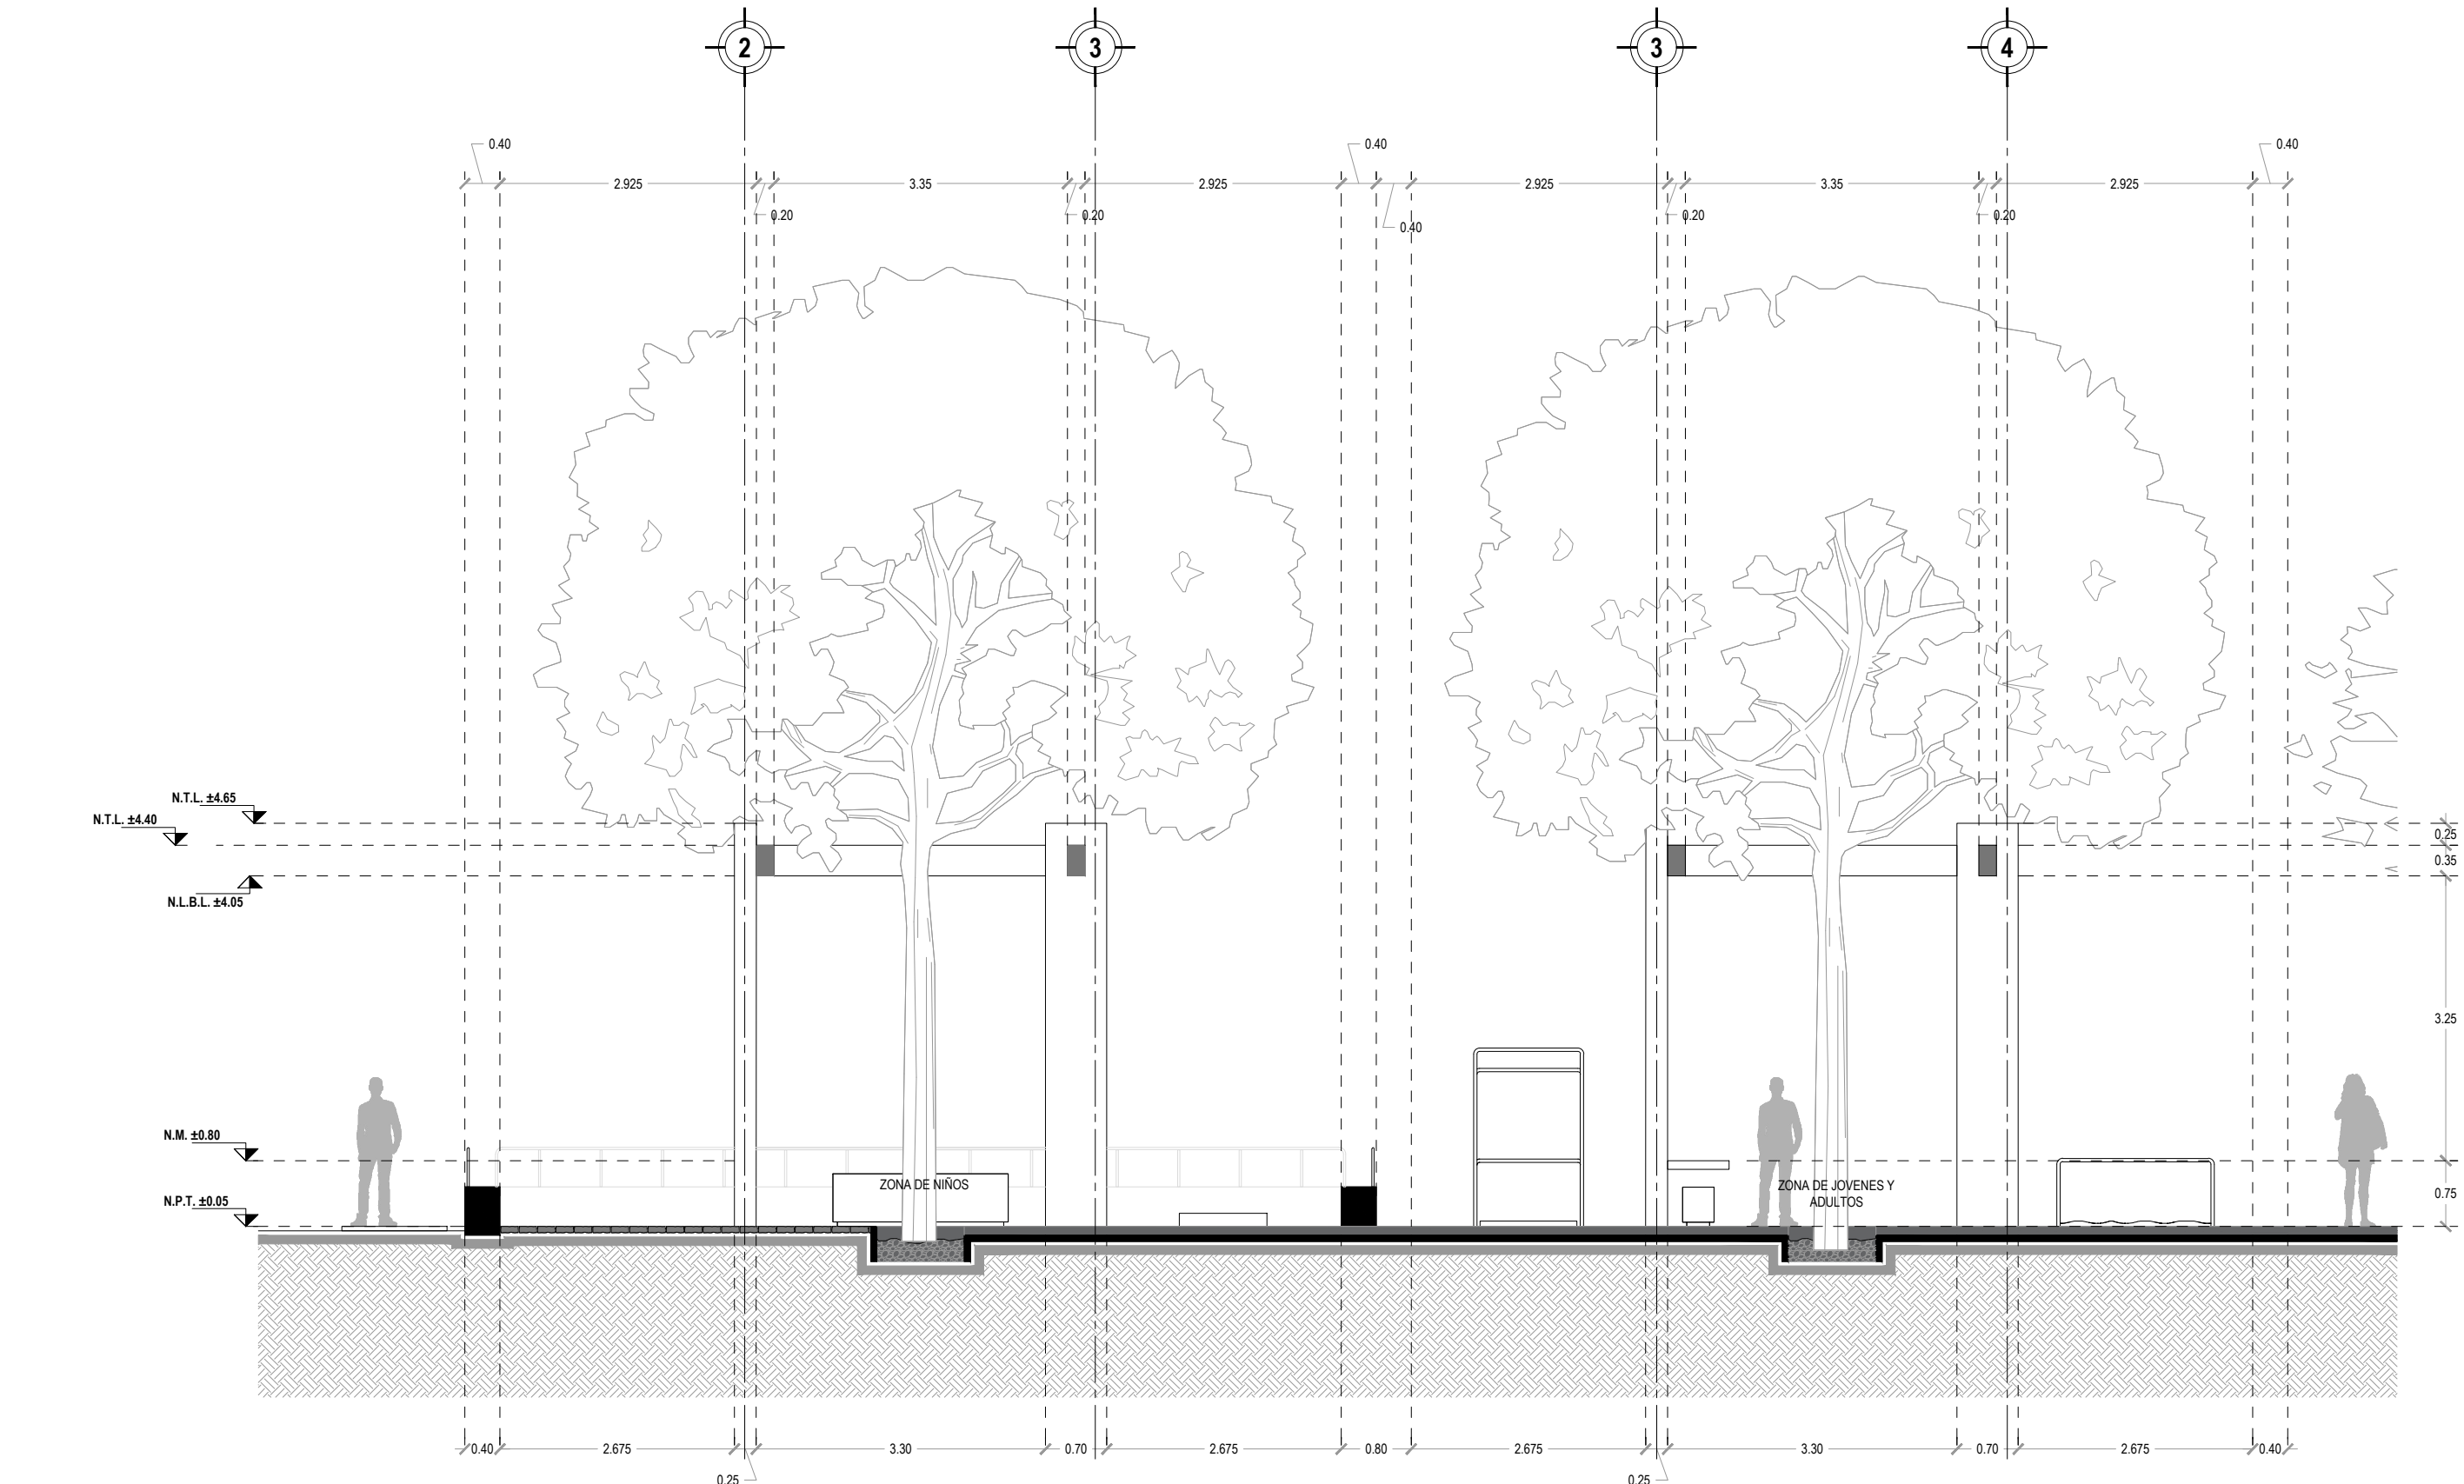 2 3 3 4
0.40 0.40 0.40
2.925 3.35 2.925 2.925 3.35 2.925
0.20 0.20 0.20 0.20
0.40
N.T.L. ±4.65
N.T.L. ±4.40
0.25
0.35
N.L.B.L. ±4.05
3.25
N.M. ±0.80
ZONA DE NIÑOS
ZONA DE JOVENES Y
ADULTOS
0.75
N.P.T. ±0.05
0.40 2.675 3.30 0.70 2.675 0.80 2.675 3.30 0.70 2.675 0.40
0.25 0.25